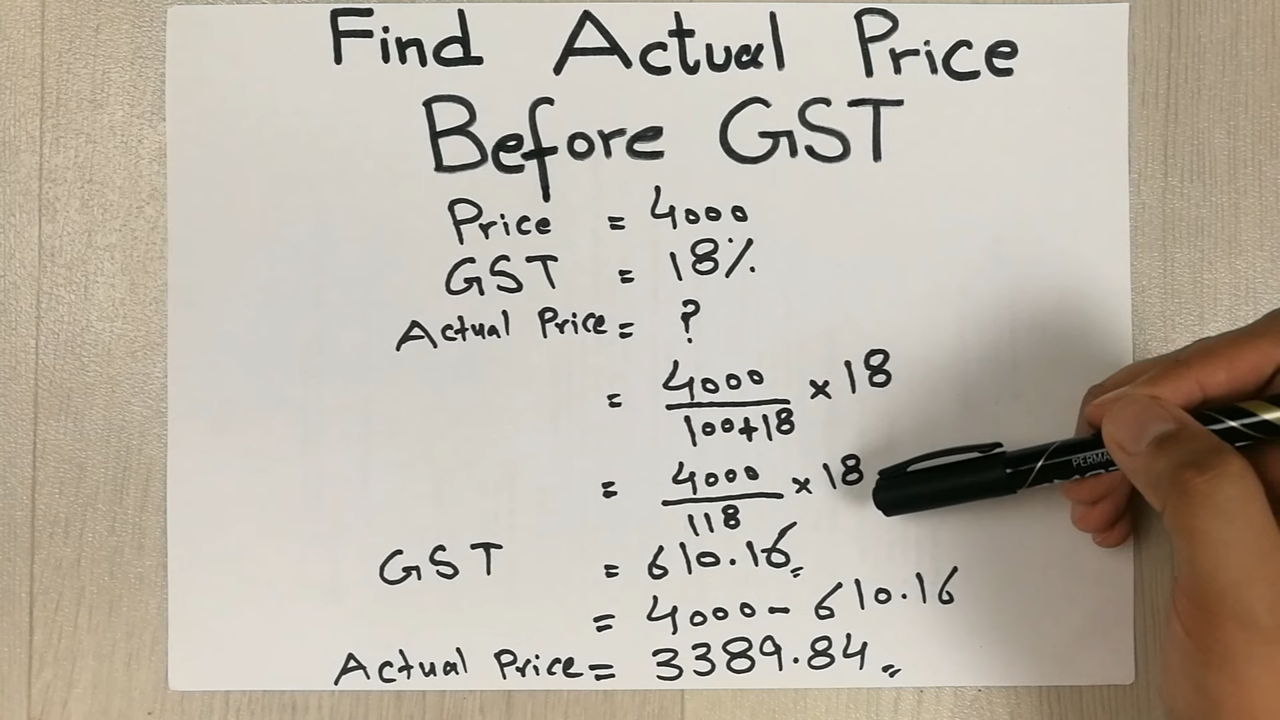 Find Actual Price
Before GST
Price = 4000
GST = 18%.
Actual Price = ?
= 4000/100+18 × 18
= 4000/118 × 18
GST = 610.16
= 4000 - 610.16
Actual Price = 3389.84
PERMA